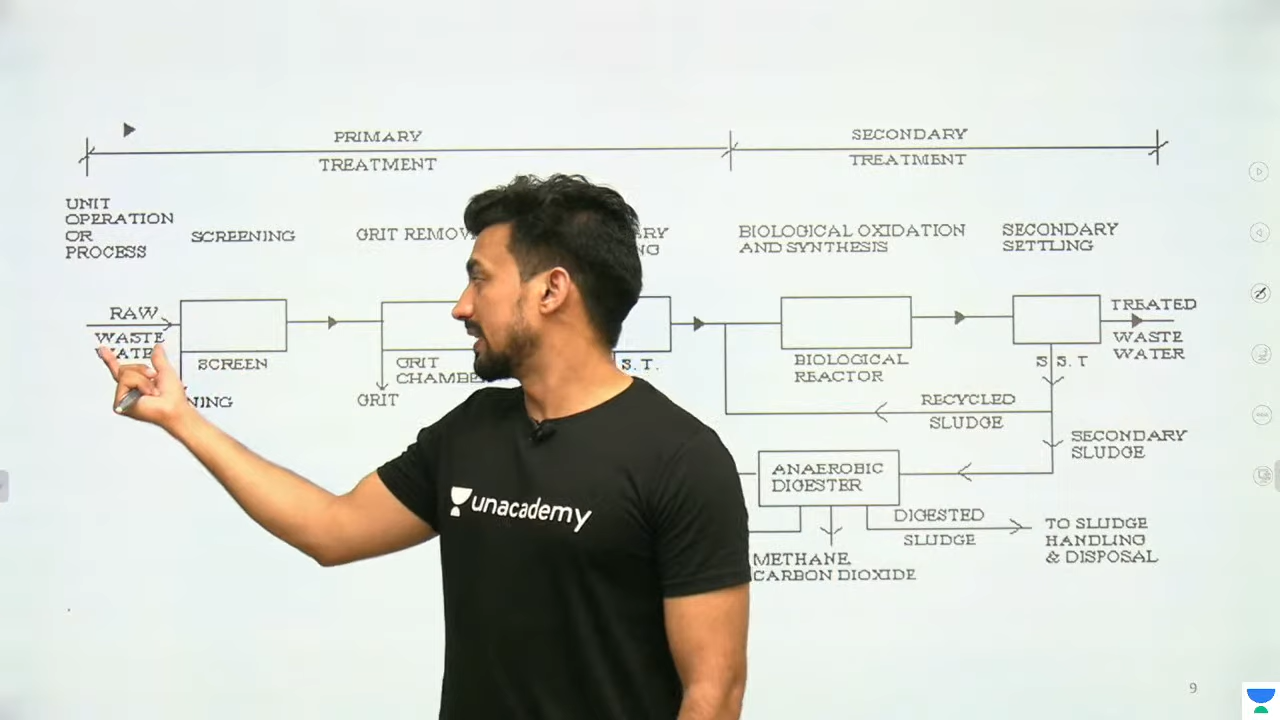 PRIMARY
TREATMENT
SECONDARY
TREATMENT
UNIT
OPERATION
OR
PROCESS
SCREENING
GRIT
BIOLOGICAL OXIDATION
AND SYNTHESIS
SECONDARY
SETTLING
RAW
WASTE
SCREEN
GRIT
GRIT
S.T.
BIOLOGICAL
REACTOR
S S.T
TREATED
WASTE
WATER
RECYCLED
SLUDGE
SECONDARY
SLUDGE
ANAEROBIC
DIGESTER
DIGESTED
SLUDGE
TO SLUDGE
HANDLING
& DISPOSAL
METHANE,
CARBON DIOXIDE
unacademy
9